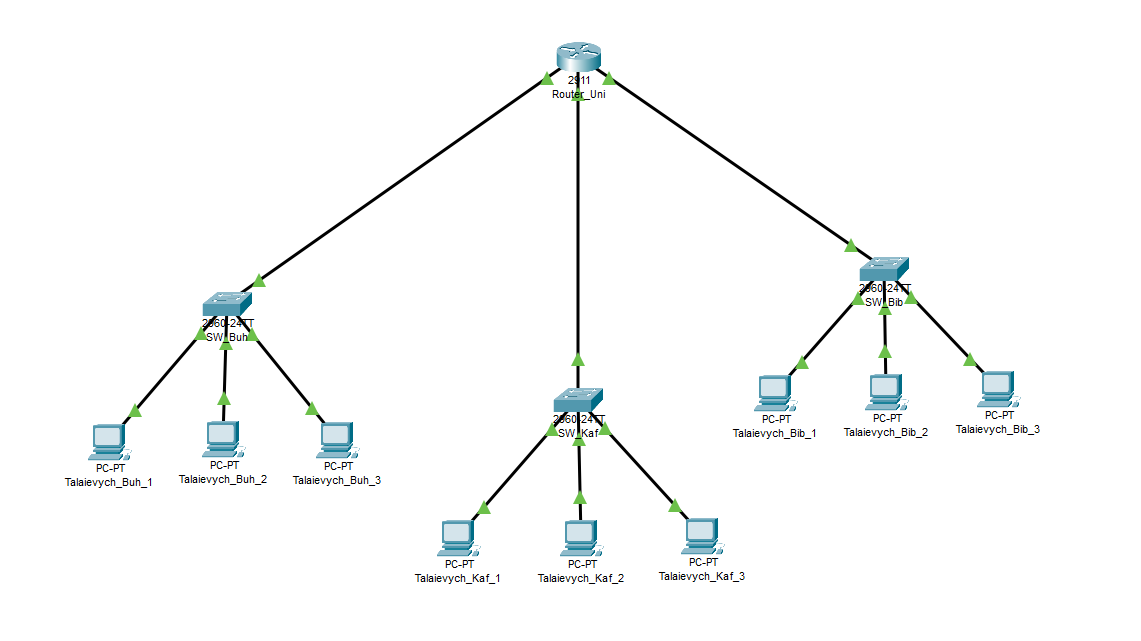 2911
Router_Uni
2960-24TT
SW_Buh
2960-24TT
SW_Bib
2960-24TT
SW_Kaf
PC-PT
Talaievych_Buh_1
PC-PT
Talaievych_Buh_2
PC-PT
Talaievych_Buh_3
PC-PT
Talaievych_Bib_1
PC-PT
Talaievych_Bib_2
PC-PT
Talaievych_Bib_3
PC-PT
Talaievych_Kaf_1
PC-PT
Talaievych_Kaf_2
PC-PT
Talaievych_Kaf_3